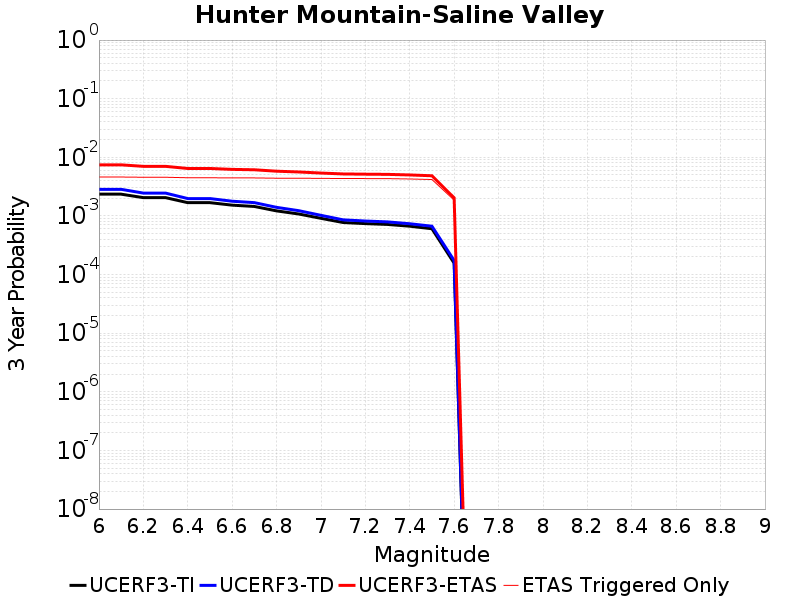 Hunter Mountain-Saline Valley
10^0
10^-1
10^-2
10^-3
10^-4
10^-5
10^-6
10^-7
10^-8
3 Year Probability
6 6.2 6.4 6.6 6.8 7 7.2 7.4 7.6 7.8 8 8.2 8.4 8.6 8.8 9
Magnitude
UCERF3-TI UCERF3-TD UCERF3-ETAS ETAS Triggered Only